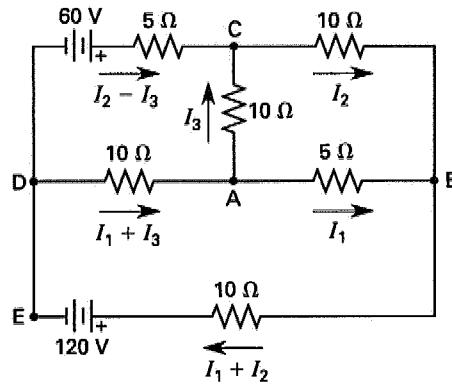 60 V 5 Ω C 10 Ω
+
I₂ − I₃ I₂
I₃ 10 Ω
10 Ω 5 Ω
D A B
I₁ + I₃ I₁
10 Ω
E +
120 V
I₁ + I₂